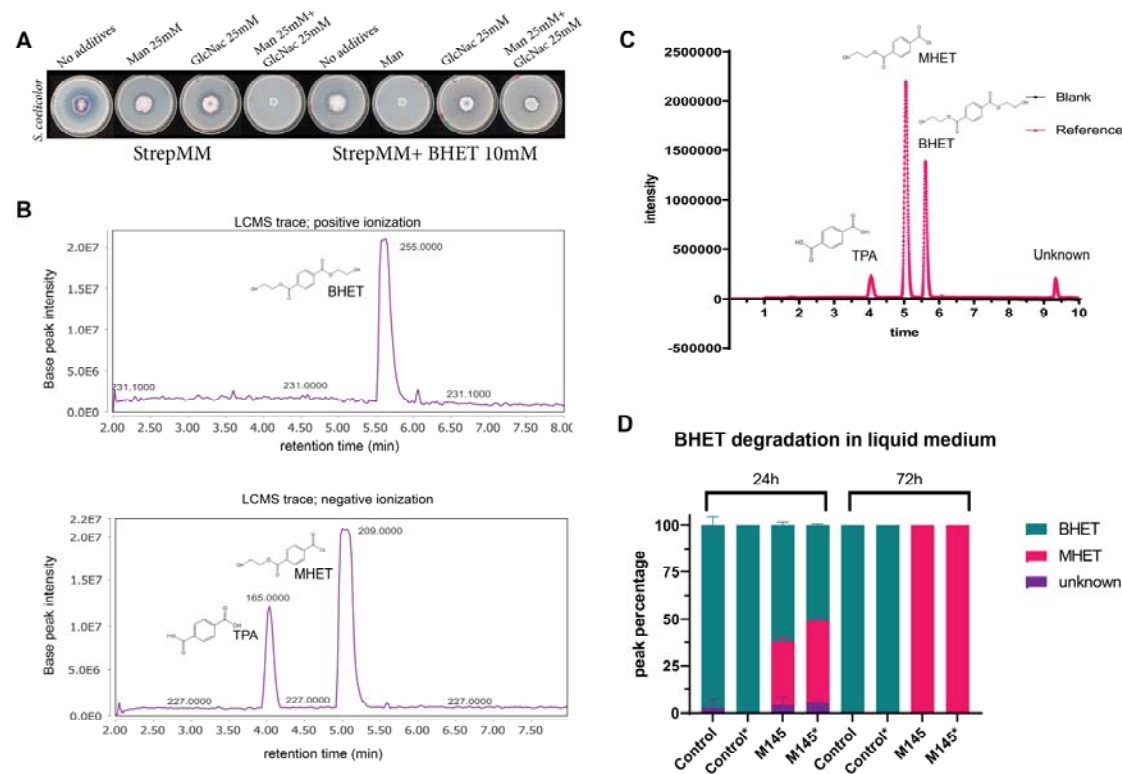 A
No additives
Man 25mM
GlcNac 25mM
Man 25mM+
GlcNac 25mM
No additives
Man
GlcNac 25mM
Man 25mM+
GlcNac 25mM
S. codicolor
StrepMM
StrepMM+ BHET 10mM
B
LCMS trace; positive ionization
Base peak intensity
2.0E7
1.5E7
1.0E7
5.0E6
0.0E0
255.0000
BHET
231.1000
231.0000
231.1000
2.00 2.50 3.00 3.50 4.00 4.50 5.00 5.50 6.00 6.50 7.00 7.50 8.00
retention time (min)
LCMS trace; negative ionization
Base peak intensity
2.2E7
2.0E7
1.5E7
1.0E7
5.0E6
0.0E0
209.0000
MHET
165.0000
TPA
227.0000
227.0000
227.0000
2.00 2.50 3.00 3.50 4.00 4.50 5.00 5.50 6.00 6.50 7.00 7.50
retention time (min)
C
intensity
2500000
2000000
1500000
1000000
500000
0
-500000
MHET
BHET
TPA
Unknown
Blank
Reference
1 2 3 4 5 6 7 8 9 10
time
D
BHET degradation in liquid medium
24h
72h
peak percentage
100
75
50
25
0
Control
Control*
M145
M145*
Control
Control*
M145
M145*
BHET
MHET
unknown